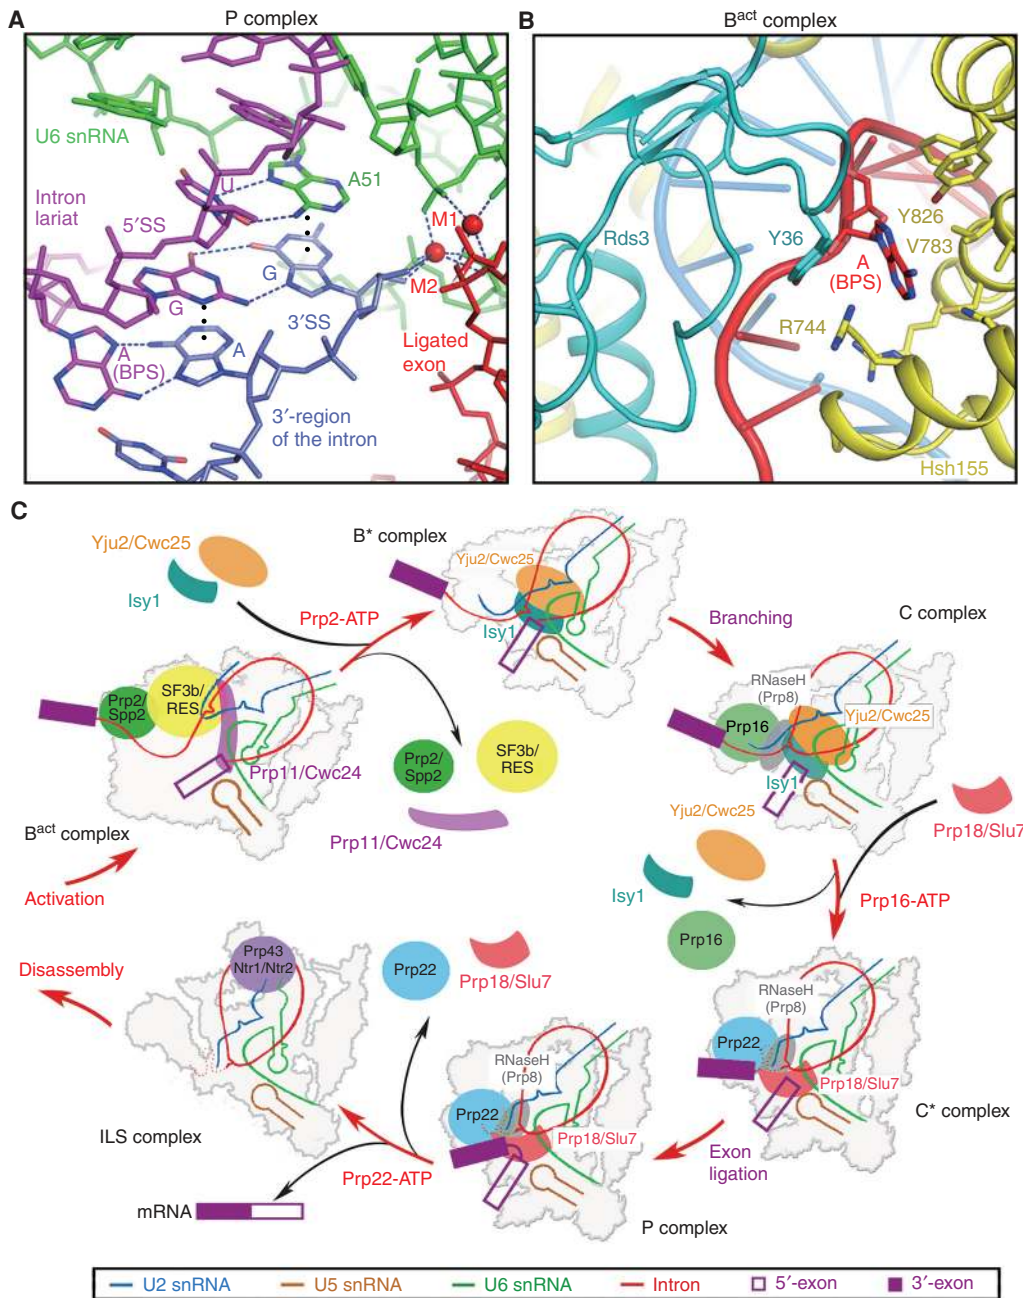 A
P complex
U6 snRNA
U
A51
Intron
lariat
5′SS
M1
G
M2
G
3′SS
A
(BPS)
A
Ligated
exon
3′-region
of the intron
B
Bact complex
Rds3
Y36
Y826
V783
A
(BPS)
R744
Hsh155
C
Yju2/Cwc25
Isy1
B* complex
Yju2/Cwc25
Isy1
Prp2-ATP
Branching
C complex
RNaseH
(Prp8)
Prp16
Yju2/Cwc25
Isy1
Prp2/
Spp2
SF3b/
RES
Prp11/Cwc24
Bact complex
Prp2/
Spp2
SF3b/
RES
Prp11/Cwc24
Activation
Prp18/Slu7
Yju2/Cwc25
Isy1
Prp16
Prp16-ATP
RNaseH
(Prp8)
Prp22
Prp18/Slu7
C* complex
Exon
ligation
RNaseH
(Prp8)
Prp22
Prp18/Slu7
P complex
Prp22
Prp18/Slu7
Prp22-ATP
mRNA
Prp43
Ntr1/Ntr2
ILS complex
Disassembly
U2 snRNA
U5 snRNA
U6 snRNA
Intron
5′-exon
3′-exon